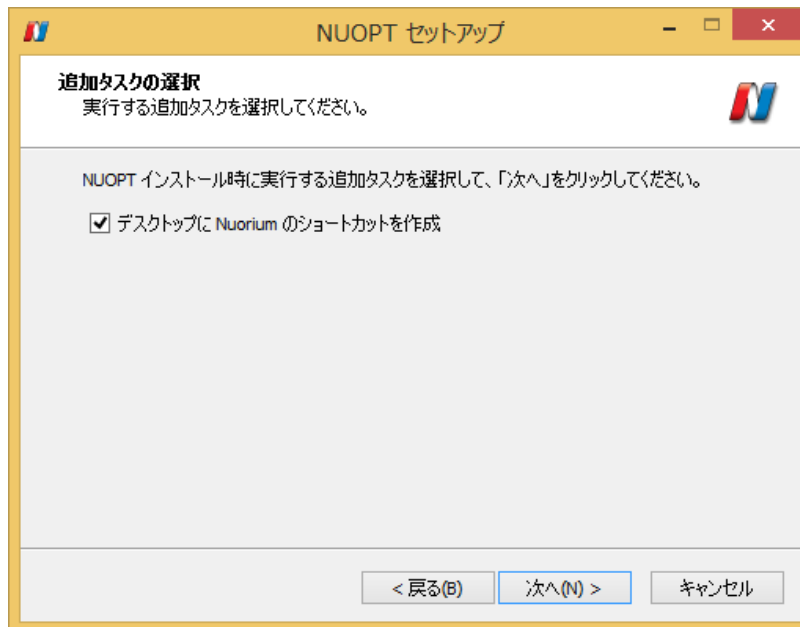 NUOPT セットアップ
追加タスクの選択
実行する追加タスクを選択してください。
NUOPT インストール時に実行する追加タスクを選択して、「次へ」をクリックしてください。
デスクトップに Nuorium のショートカットを作成
< 戻る(B)
次へ(N) >
キャンセル